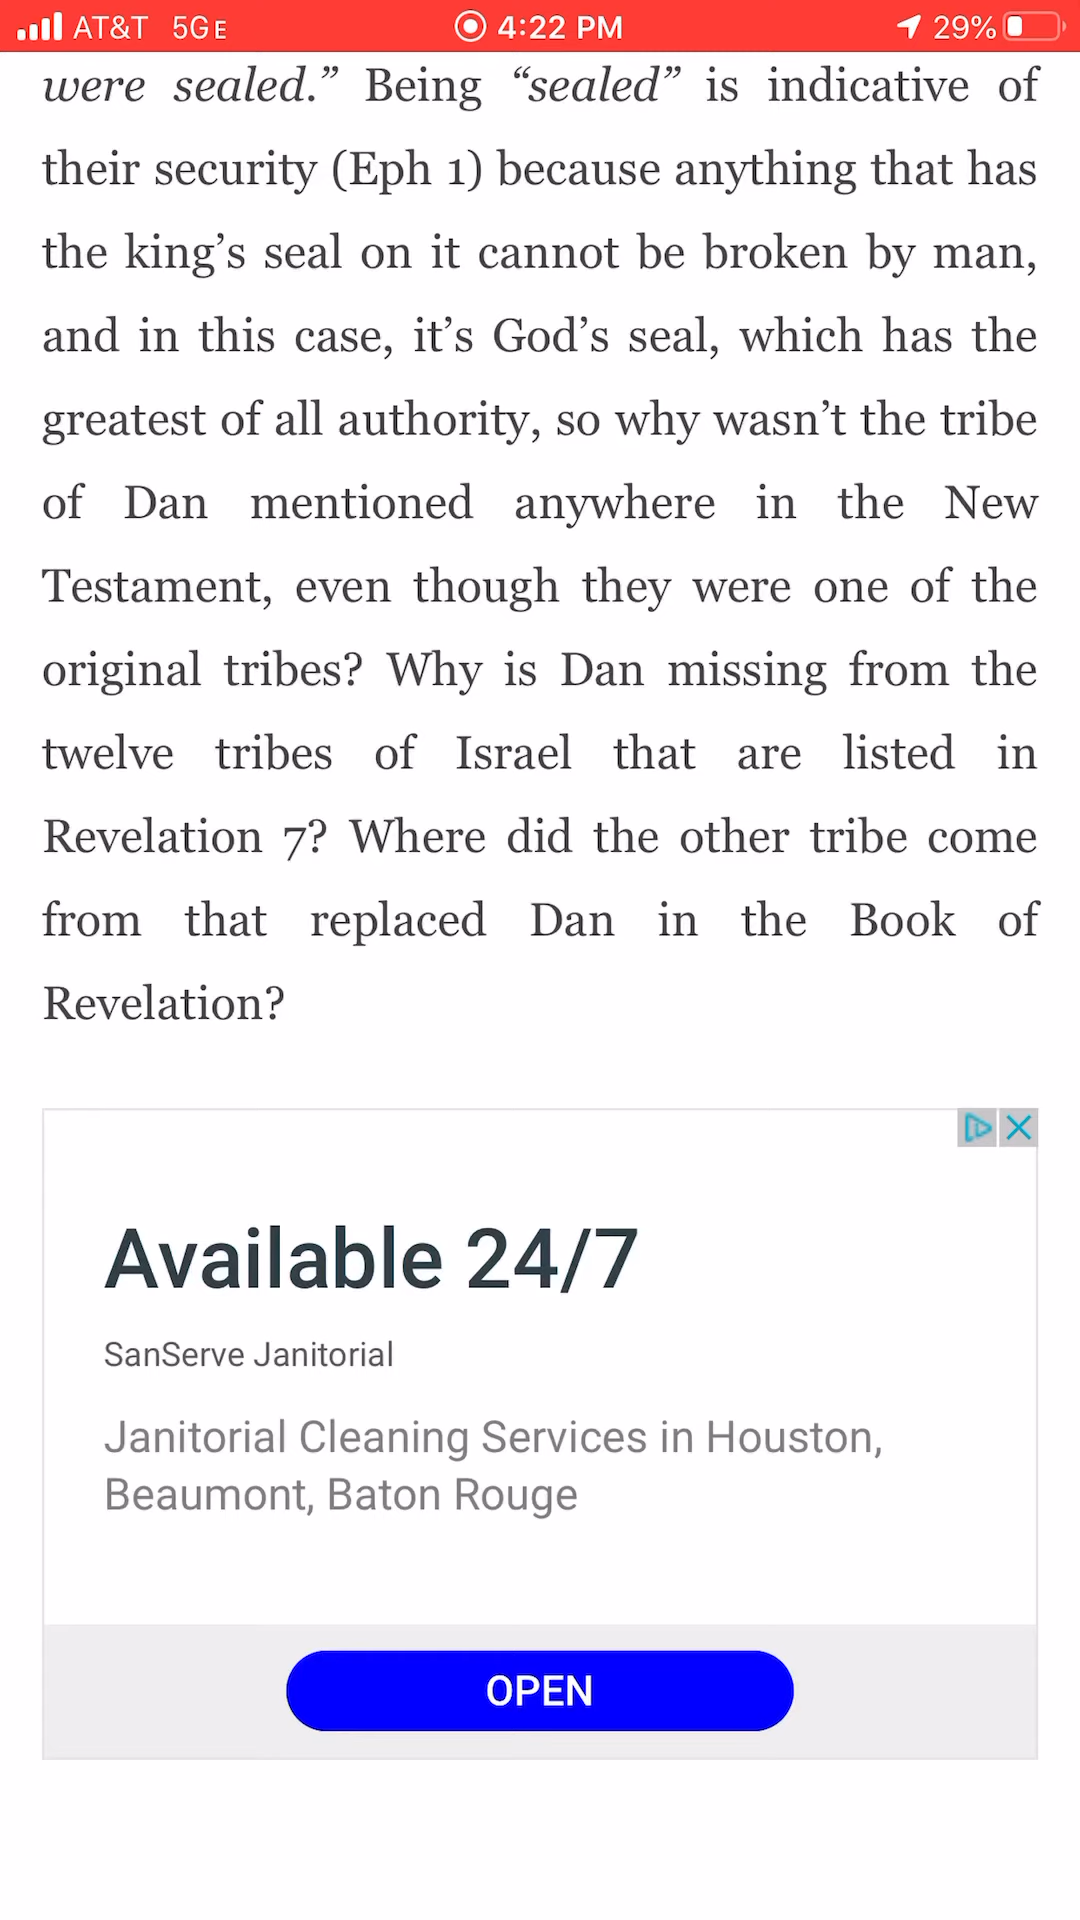 AT&T 5GE 4:22 PM 29%
were sealed.” Being “sealed” is indicative of
their security (Eph 1) because anything that has
the king’s seal on it cannot be broken by man,
and in this case, it’s God’s seal, which has the
greatest of all authority, so why wasn’t the tribe
of Dan mentioned anywhere in the New
Testament, even though they were one of the
original tribes? Why is Dan missing from the
twelve tribes of Israel that are listed in
Revelation 7? Where did the other tribe come
from that replaced Dan in the Book of
Revelation?
Available 24/7
SanServe Janitorial
Janitorial Cleaning Services in Houston,
Beaumont, Baton Rouge
OPEN